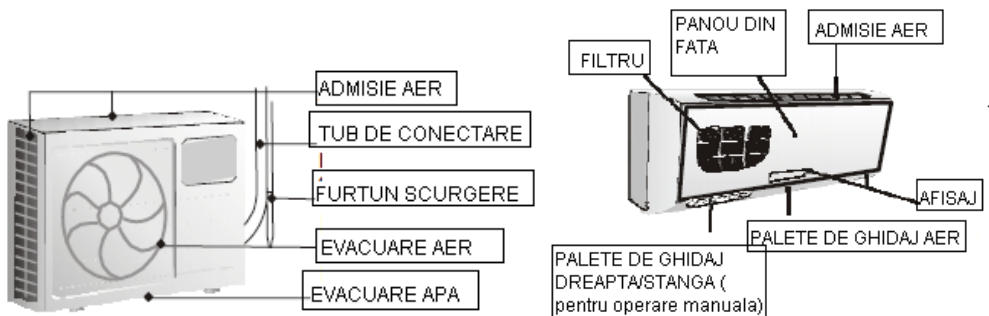 ADMISIE AER
TUB DE CONECTARE
FURTUN SCURGERE
EVACUARE AER
EVACUARE APA
PANOU DIN
FATA
ADMISIE AER
FILTRU
AFISAJ
PALETE DE GHIDAJ AER
PALETE DE GHIDAJ
DREAPTA/STANGA (
pentru operare manuala)